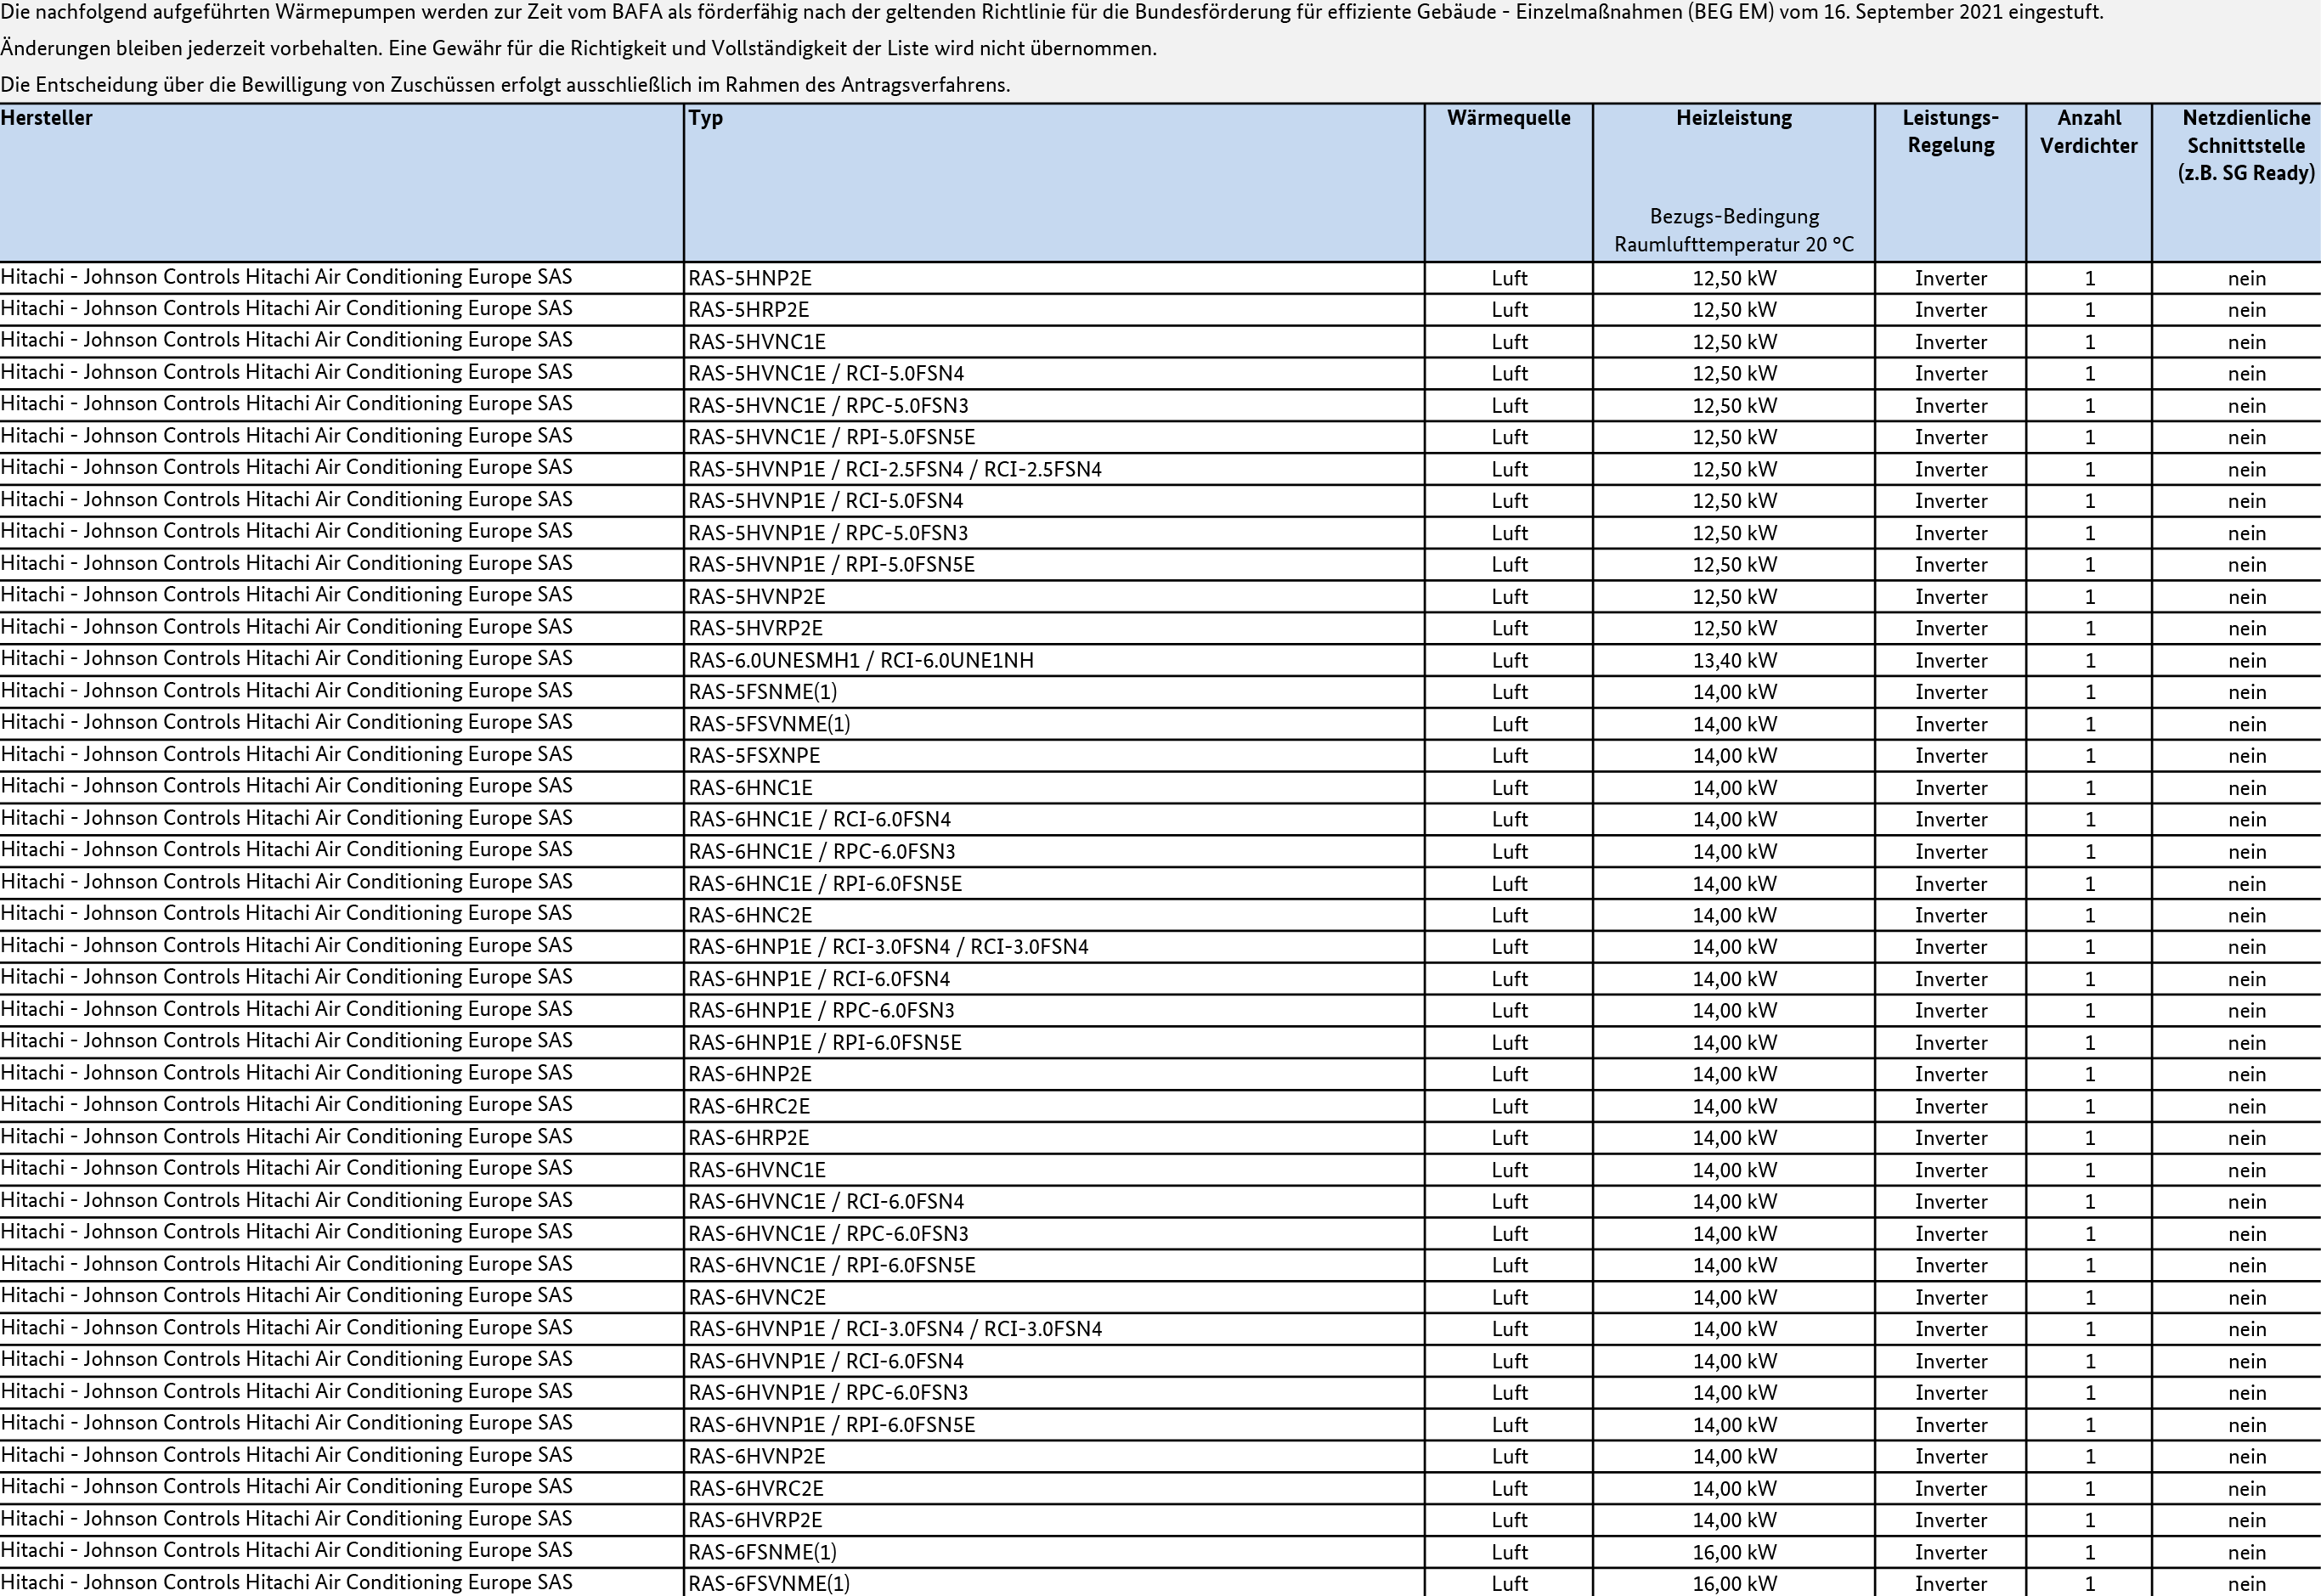 Die nachfolgend aufgeführten Wärmepumpen werden zur Zeit vom BAFA als förderfähig nach der geltenden Richtlinie für die Bundesförderung für effiziente Gebäude - Einzelmaßnahmen (BEG EM) vom 16. September 2021 eingestuft.
Änderungen bleiben jederzeit vorbehalten. Eine Gewähr für die Richtigkeit und Vollständigkeit der Liste wird nicht übernommen.
Die Entscheidung über die Bewilligung von Zuschüssen erfolgt ausschließlich im Rahmen des Antragsverfahrens.
Hersteller Typ Wärmequelle Heizleistung Leistungs- Anzahl Netzdienliche
Regelung Verdichter Schnittstelle
(z.B. SG Ready)
Bezugs-Bedingung
Raumlufttemperatur 20 °C
Hitachi - Johnson Controls Hitachi Air Conditioning Europe SAS RAS-5HNP2E Luft 12,50 kW Inverter 1 nein
Hitachi - Johnson Controls Hitachi Air Conditioning Europe SAS RAS-5HRP2E Luft 12,50 kW Inverter 1 nein
Hitachi - Johnson Controls Hitachi Air Conditioning Europe SAS RAS-5HVNC1E Luft 12,50 kW Inverter 1 nein
Hitachi - Johnson Controls Hitachi Air Conditioning Europe SAS RAS-5HVNC1E / RCI-5.0FSN4 Luft 12,50 kW Inverter 1 nein
Hitachi - Johnson Controls Hitachi Air Conditioning Europe SAS RAS-5HVNC1E / RPC-5.0FSN3 Luft 12,50 kW Inverter 1 nein
Hitachi - Johnson Controls Hitachi Air Conditioning Europe SAS RAS-5HVNC1E / RPI-5.0FSN5E Luft 12,50 kW Inverter 1 nein
Hitachi - Johnson Controls Hitachi Air Conditioning Europe SAS RAS-5HVNP1E / RCI-2.5FSN4 / RCI-2.5FSN4 Luft 12,50 kW Inverter 1 nein
Hitachi - Johnson Controls Hitachi Air Conditioning Europe SAS RAS-5HVNP1E / RCI-5.0FSN4 Luft 12,50 kW Inverter 1 nein
Hitachi - Johnson Controls Hitachi Air Conditioning Europe SAS RAS-5HVNP1E / RPC-5.0FSN3 Luft 12,50 kW Inverter 1 nein
Hitachi - Johnson Controls Hitachi Air Conditioning Europe SAS RAS-5HVNP1E / RPI-5.0FSN5E Luft 12,50 kW Inverter 1 nein
Hitachi - Johnson Controls Hitachi Air Conditioning Europe SAS RAS-5HVNP2E Luft 12,50 kW Inverter 1 nein
Hitachi - Johnson Controls Hitachi Air Conditioning Europe SAS RAS-5HVRP2E Luft 12,50 kW Inverter 1 nein
Hitachi - Johnson Controls Hitachi Air Conditioning Europe SAS RAS-6.0UNESMH1 / RCI-6.0UNE1NH Luft 13,40 kW Inverter 1 nein
Hitachi - Johnson Controls Hitachi Air Conditioning Europe SAS RAS-5FSNME(1) Luft 14,00 kW Inverter 1 nein
Hitachi - Johnson Controls Hitachi Air Conditioning Europe SAS RAS-5FSVNME(1) Luft 14,00 kW Inverter 1 nein
Hitachi - Johnson Controls Hitachi Air Conditioning Europe SAS RAS-5FSXNPE Luft 14,00 kW Inverter 1 nein
Hitachi - Johnson Controls Hitachi Air Conditioning Europe SAS RAS-6HNC1E Luft 14,00 kW Inverter 1 nein
Hitachi - Johnson Controls Hitachi Air Conditioning Europe SAS RAS-6HNC1E / RCI-6.0FSN4 Luft 14,00 kW Inverter 1 nein
Hitachi - Johnson Controls Hitachi Air Conditioning Europe SAS RAS-6HNC1E / RPC-6.0FSN3 Luft 14,00 kW Inverter 1 nein
Hitachi - Johnson Controls Hitachi Air Conditioning Europe SAS RAS-6HNC1E / RPI-6.0FSN5E Luft 14,00 kW Inverter 1 nein
Hitachi - Johnson Controls Hitachi Air Conditioning Europe SAS RAS-6HNC2E Luft 14,00 kW Inverter 1 nein
Hitachi - Johnson Controls Hitachi Air Conditioning Europe SAS RAS-6HNP1E / RCI-3.0FSN4 / RCI-3.0FSN4 Luft 14,00 kW Inverter 1 nein
Hitachi - Johnson Controls Hitachi Air Conditioning Europe SAS RAS-6HNP1E / RCI-6.0FSN4 Luft 14,00 kW Inverter 1 nein
Hitachi - Johnson Controls Hitachi Air Conditioning Europe SAS RAS-6HNP1E / RPC-6.0FSN3 Luft 14,00 kW Inverter 1 nein
Hitachi - Johnson Controls Hitachi Air Conditioning Europe SAS RAS-6HNP1E / RPI-6.0FSN5E Luft 14,00 kW Inverter 1 nein
Hitachi - Johnson Controls Hitachi Air Conditioning Europe SAS RAS-6HNP2E Luft 14,00 kW Inverter 1 nein
Hitachi - Johnson Controls Hitachi Air Conditioning Europe SAS RAS-6HRC2E Luft 14,00 kW Inverter 1 nein
Hitachi - Johnson Controls Hitachi Air Conditioning Europe SAS RAS-6HRP2E Luft 14,00 kW Inverter 1 nein
Hitachi - Johnson Controls Hitachi Air Conditioning Europe SAS RAS-6HVNC1E Luft 14,00 kW Inverter 1 nein
Hitachi - Johnson Controls Hitachi Air Conditioning Europe SAS RAS-6HVNC1E / RCI-6.0FSN4 Luft 14,00 kW Inverter 1 nein
Hitachi - Johnson Controls Hitachi Air Conditioning Europe SAS RAS-6HVNC1E / RPC-6.0FSN3 Luft 14,00 kW Inverter 1 nein
Hitachi - Johnson Controls Hitachi Air Conditioning Europe SAS RAS-6HVNC1E / RPI-6.0FSN5E Luft 14,00 kW Inverter 1 nein
Hitachi - Johnson Controls Hitachi Air Conditioning Europe SAS RAS-6HVNC2E Luft 14,00 kW Inverter 1 nein
Hitachi - Johnson Controls Hitachi Air Conditioning Europe SAS RAS-6HVNP1E / RCI-3.0FSN4 / RCI-3.0FSN4 Luft 14,00 kW Inverter 1 nein
Hitachi - Johnson Controls Hitachi Air Conditioning Europe SAS RAS-6HVNP1E / RCI-6.0FSN4 Luft 14,00 kW Inverter 1 nein
Hitachi - Johnson Controls Hitachi Air Conditioning Europe SAS RAS-6HVNP1E / RPC-6.0FSN3 Luft 14,00 kW Inverter 1 nein
Hitachi - Johnson Controls Hitachi Air Conditioning Europe SAS RAS-6HVNP1E / RPI-6.0FSN5E Luft 14,00 kW Inverter 1 nein
Hitachi - Johnson Controls Hitachi Air Conditioning Europe SAS RAS-6HVNP2E Luft 14,00 kW Inverter 1 nein
Hitachi - Johnson Controls Hitachi Air Conditioning Europe SAS RAS-6HVRC2E Luft 14,00 kW Inverter 1 nein
Hitachi - Johnson Controls Hitachi Air Conditioning Europe SAS RAS-6HVRP2E Luft 14,00 kW Inverter 1 nein
Hitachi - Johnson Controls Hitachi Air Conditioning Europe SAS RAS-6FSNME(1) Luft 16,00 kW Inverter 1 nein
Hitachi - Johnson Controls Hitachi Air Conditioning Europe SAS RAS-6FSVNME(1) Luft 16,00 kW Inverter 1 nein